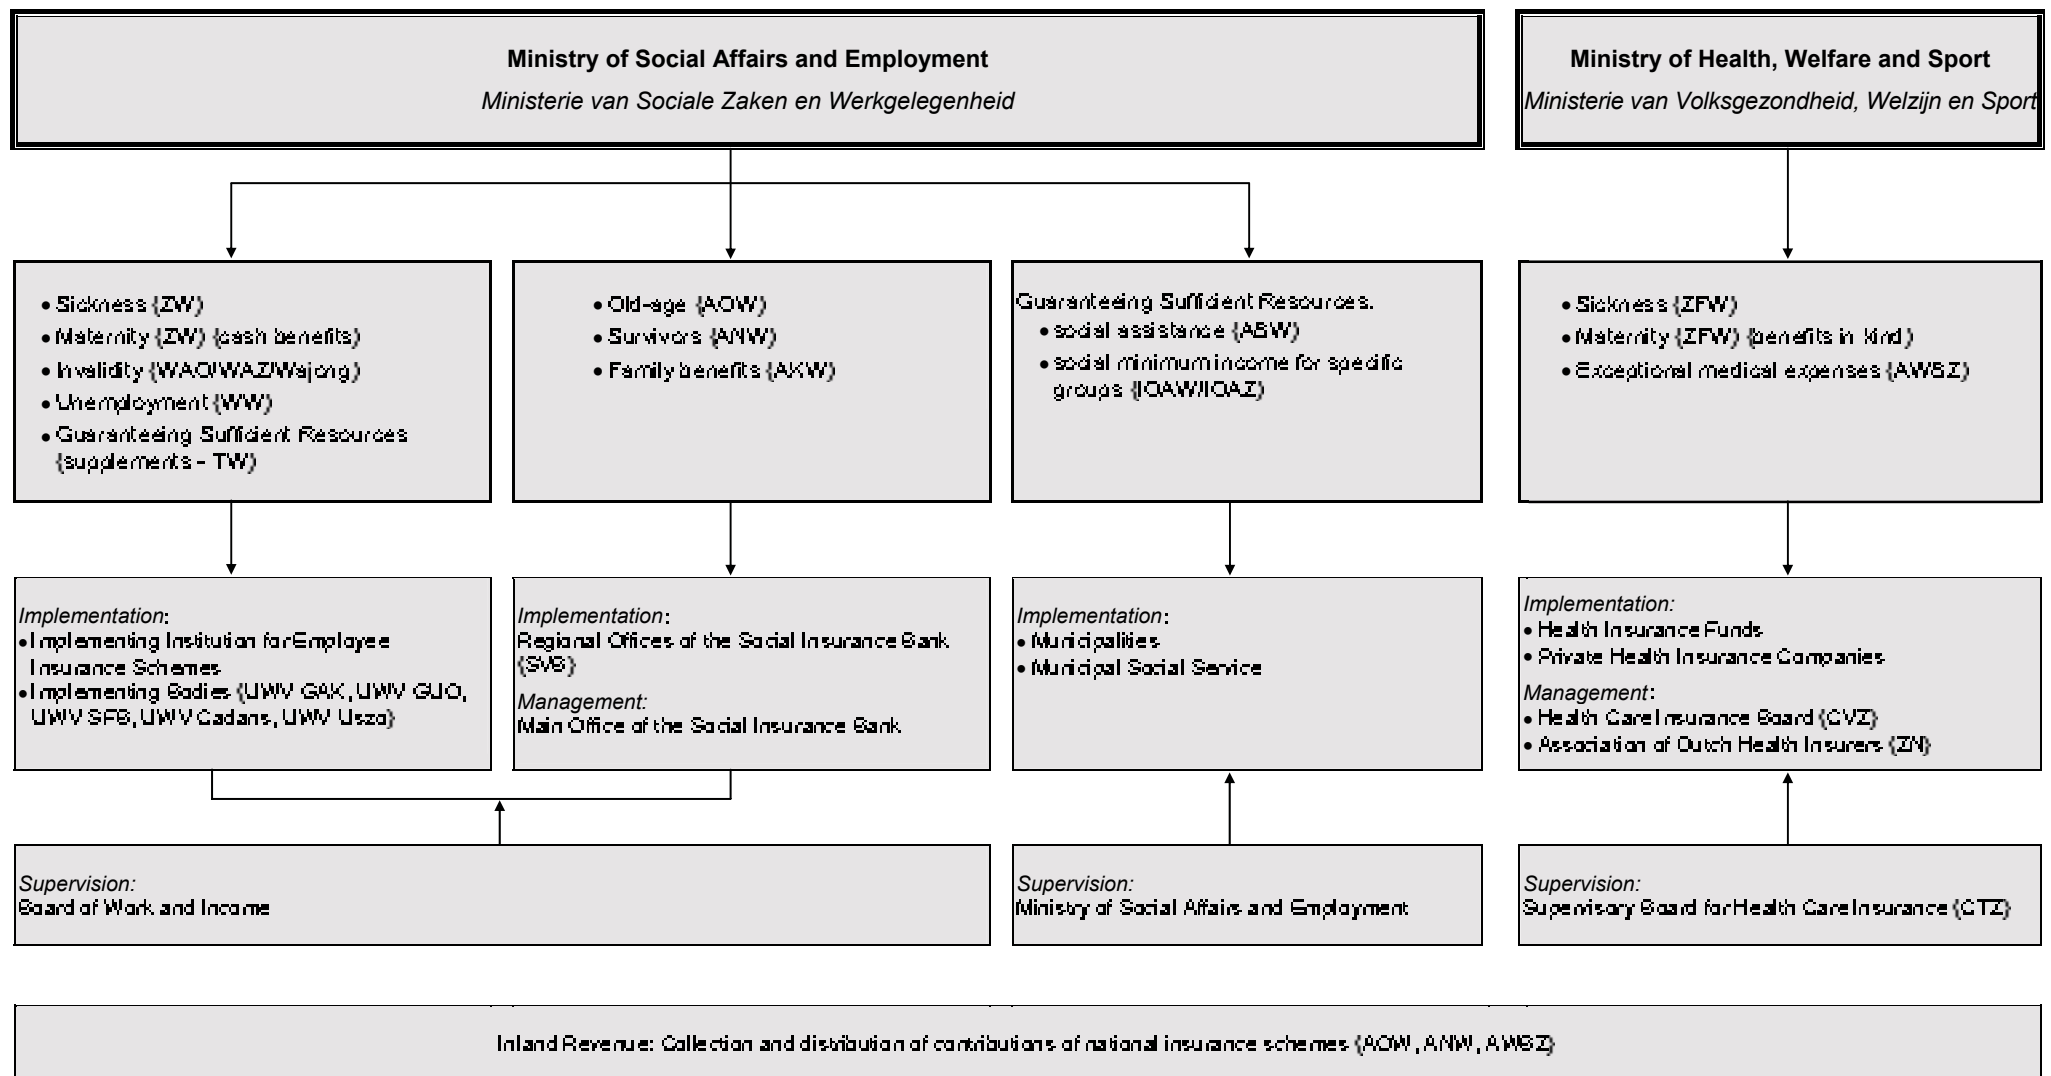 Ministry of Social Affairs and Employment
Ministerie van Sociale Zaken en Werkgelegenheid
Ministry of Health, Welfare and Sport
Ministerie van Volksgezondheid, Welzijn en Sport
• Sickness (ZW)
• Maternity (ZW) (cash benefits)
• Invalidity (WAO/WAZ/Wajong)
• Unemployment (WW)
• Guaranteeing Sufficient Resources
(supplements - TW)
• Old-age (AOW)
• Survivors (ANW)
• Family benefits (AKW)
Guaranteeing Sufficient Resources.
• social assistance (ABW)
• social minimum income for specific
groups (IOAW/IOAZ)
• Sickness (ZFW)
• Maternity (ZFW) (benefits in kind)
• Exceptional medical expenses (AWBZ)
Implementation:
• Implementing Institution for Employee
Insurance Schemes
• Implementing Bodies (UWV GAK, UWV GUO,
UWV SFB, UWV Cadans, UWV Uszo)
Implementation:
Regional Offices of the Social Insurance Bank
(SVB)
Management:
Main Office of the Social Insurance Bank
Implementation:
• Municipalities
• Municipal Social Service
Implementation:
• Health Insurance Funds
• Private Health Insurance Companies
Management:
• Health Care Insurance Board (CVZ)
• Association of Dutch Health Insurers (ZN)
Supervision:
Board of Work and Income
Supervision:
Ministry of Social Affairs and Employment
Supervision:
Supervisory Board for Health Care Insurance (CTZ)
Inland Revenue: Collection and distribution of contributions of national insurance schemes (AOW, ANW, AWBZ)